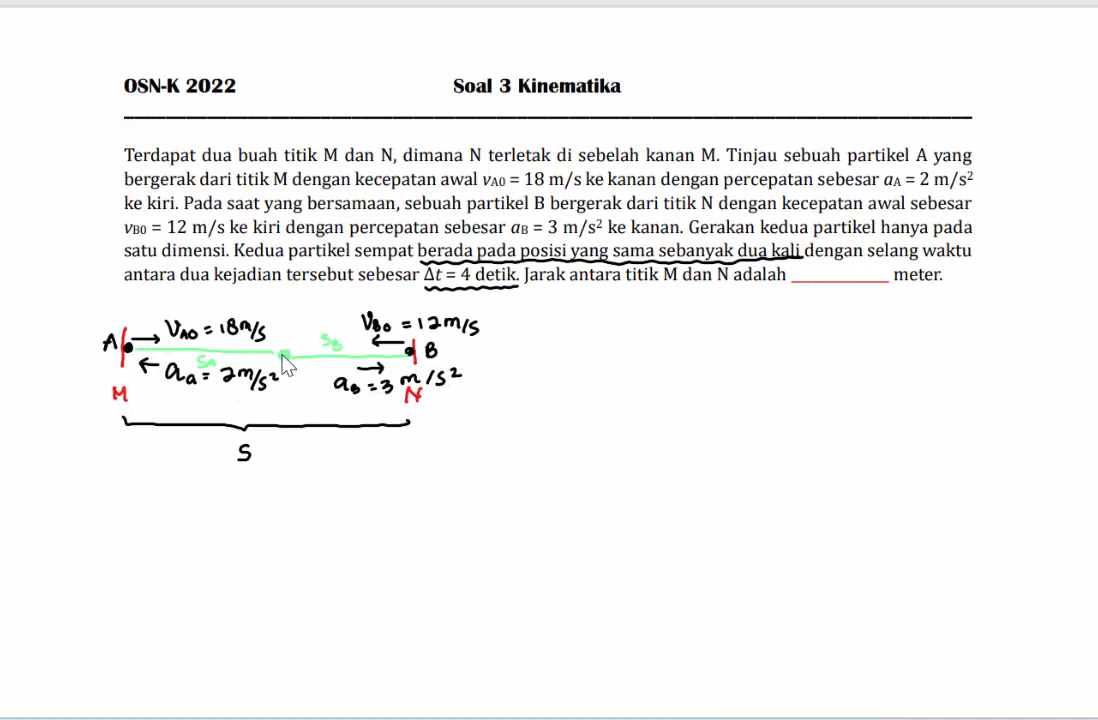 OSN-K 2022 Soal 3 Kinematika
Terdapat dua buah titik M dan N, dimana N terletak di sebelah kanan M. Tinjau sebuah partikel A yang
bergerak dari titik M dengan kecepatan awal vA0 = 18 m/s ke kanan dengan percepatan sebesar aA = 2 m/s²
ke kiri. Pada saat yang bersamaan, sebuah partikel B bergerak dari titik N dengan kecepatan awal sebesar
vB0 = 12 m/s ke kiri dengan percepatan sebesar aB = 3 m/s² ke kanan. Gerakan kedua partikel hanya pada
satu dimensi. Kedua partikel sempat berada pada posisi yang sama sebanyak dua kali dengan selang waktu
antara dua kejadian tersebut sebesar Δt = 4 detik. Jarak antara titik M dan N adalah __________ meter.
VA0 = 18m/s VB0 = 12m/s
A SA SB B
aa = 2m/s² aB = 3 m/s²
M N
S